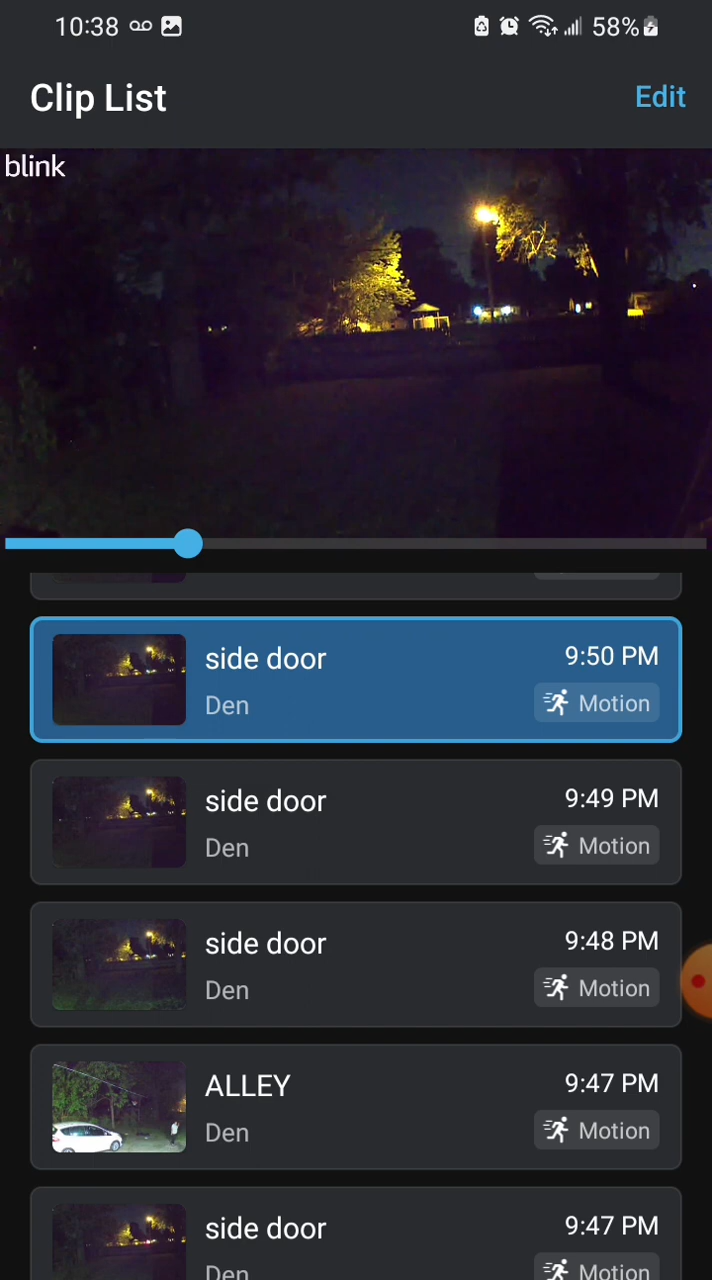 10:38 58%
Clip List Edit
blink
side door 9:50 PM
Den Motion
side door 9:49 PM
Den Motion
side door 9:48 PM
Den Motion
ALLEY 9:47 PM
Den Motion
side door 9:47 PM
Den Motion